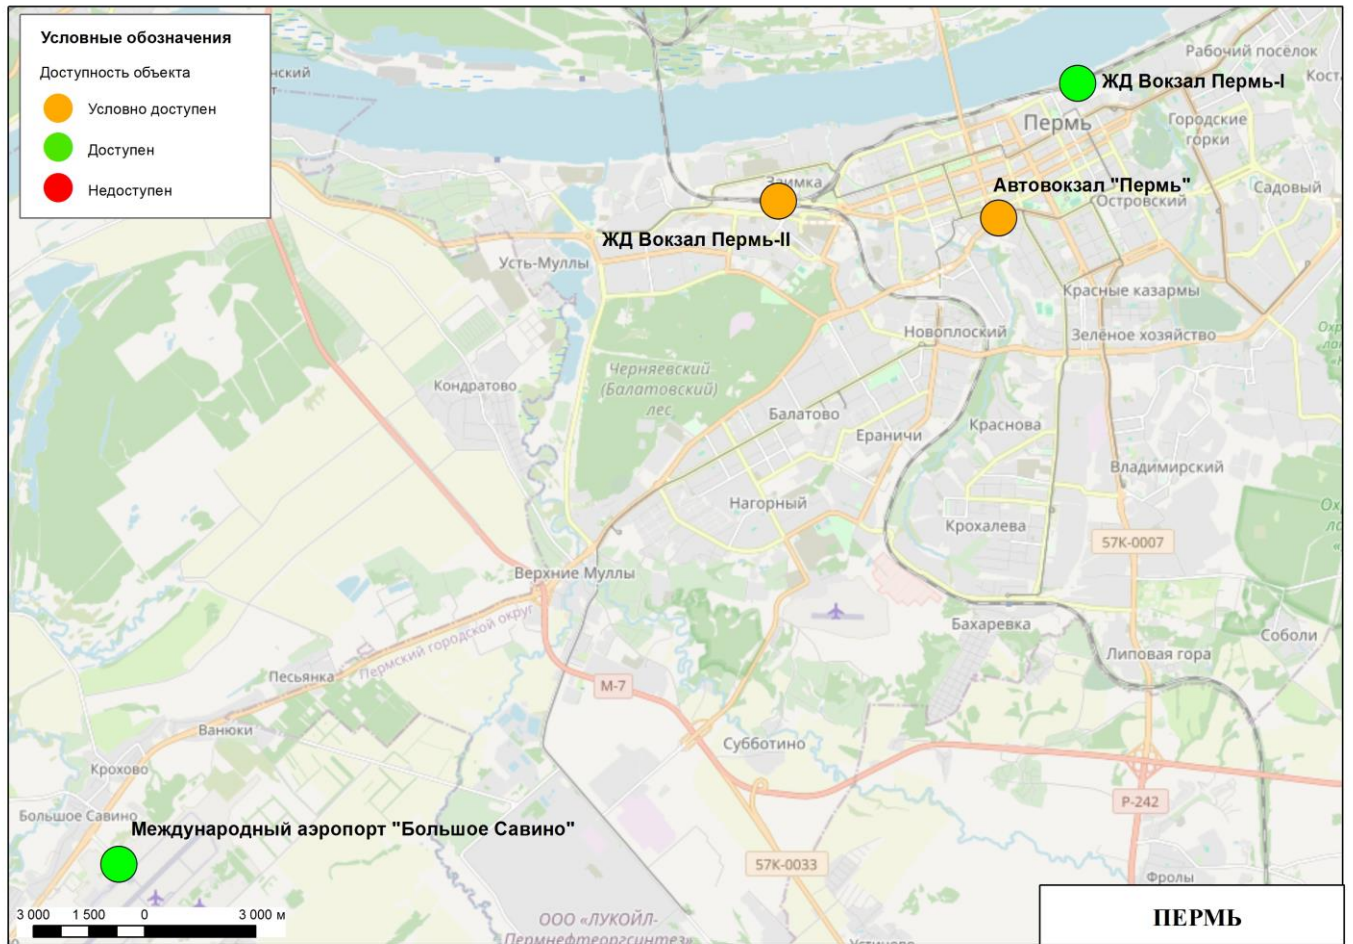 Условные обозначения
Доступность объекта
Условно доступен
Доступен
Недоступен
нский
Рабочий посёлок
Коста
ЖД Вокзал Пермь-I
Пермь
Городские
горки
Заимка
Автовокзал "Пермь"
Садовый
Островский
ЖД Вокзал Пермь-II
Усть-Муллы
Красные казармы
Новоплоский
Зелёное хозяйство
Черняевский
(Балатовский)
лес
Кондратово
Балатово
Ераничи
Краснова
Владимирский
Нагорный
Крохалева
57К-0007
Верхние Муллы
Пермский городской округ
Бахаревка
Соболи
Липовая гора
Песьянка
М-7
Ванюки
Субботино
Крохово
Р-242
Большое Савино
Международный аэропорт "Большое Савино"
57К-0033
Фролы
3 000 1 500 0 3 000 м
ООО «ЛУКОЙЛ-
Пермнефтеоргсинтез»
Устиново
ПЕРМЬ